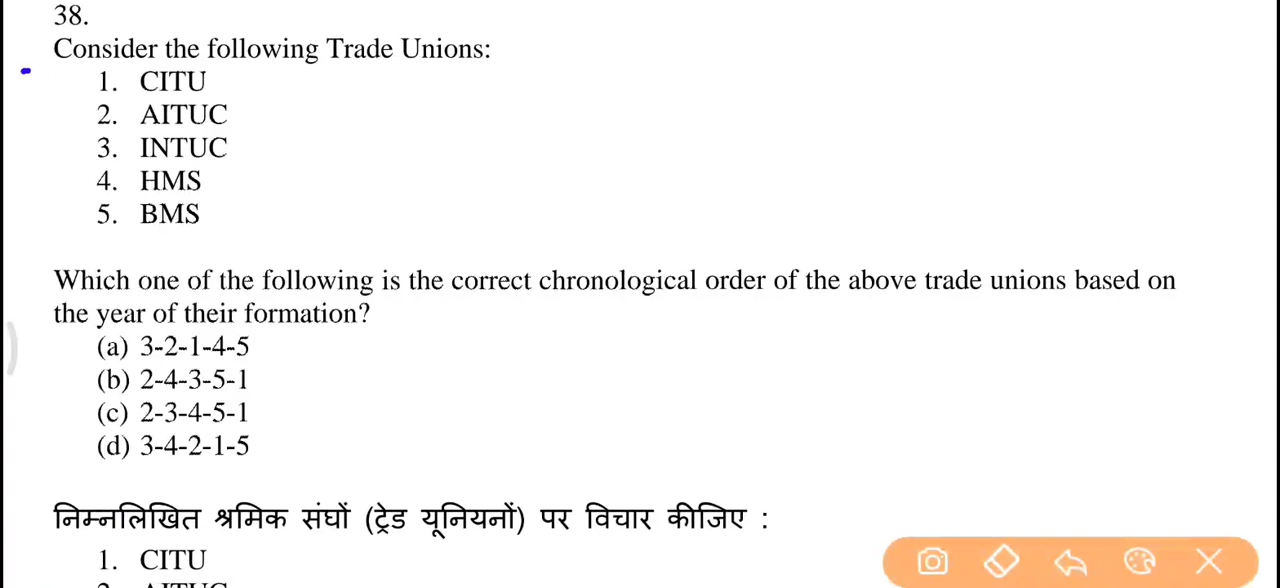 38.
Consider the following Trade Unions:
1. CITU
2. AITUC
3. INTUC
4. HMS
5. BMS
Which one of the following is the correct chronological order of the above trade unions based on
the year of their formation?
(a) 3-2-1-4-5
(b) 2-4-3-5-1
(c) 2-3-4-5-1
(d) 3-4-2-1-5
निम्नलिखित श्रमिक संघों (ट्रेड यूनियनों) पर विचार कीजिए :
1. CITU